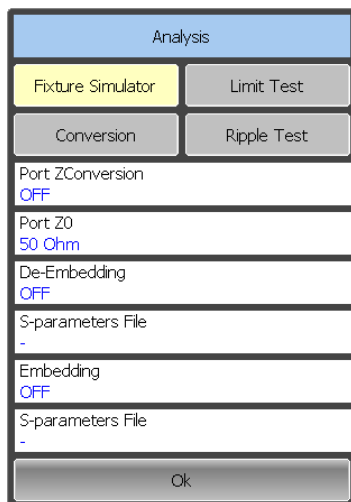 Analysis
Fixture Simulator
Limit Test
Conversion
Ripple Test
Port ZConversion
OFF
Port Z0
50 Ohm
De-Embedding
OFF
S-parameters File
-
Embedding
OFF
S-parameters File
-
Ok